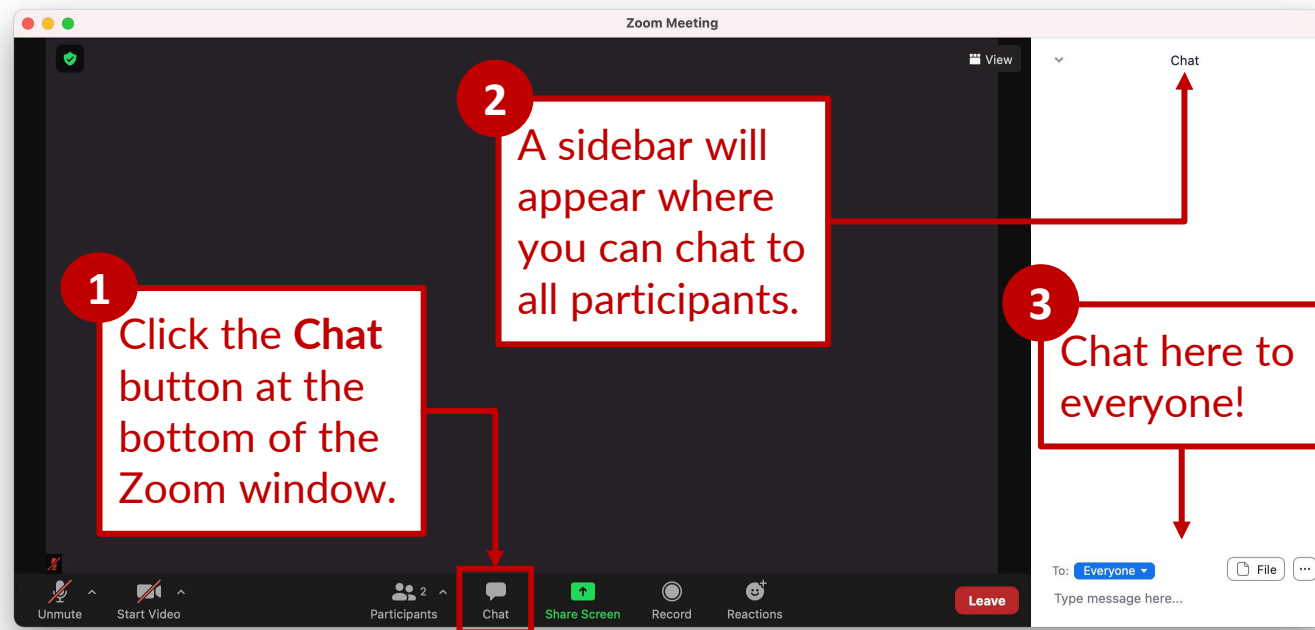 Zoom Meeting
View
Chat
2
A sidebar will
appear where
you can chat to
all participants.
1
Click the Chat
button at the
bottom of the
Zoom window.
3
Chat here to
everyone!
To: Everyone
File
...
Type message here...
Unmute
Start Video
2
Participants
Chat
Share Screen
Record
Reactions
Leave